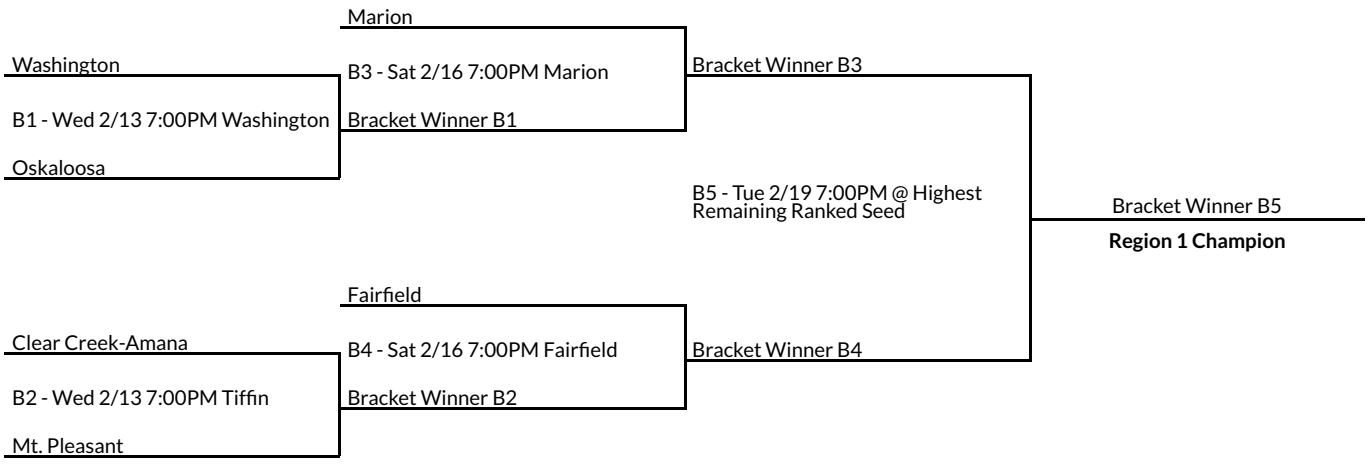 Marion
Washington
B3 - Sat 2/16 7:00PM Marion
Bracket Winner B3
B1 - Wed 2/13 7:00PM Washington
Bracket Winner B1
Oskaloosa
B5 - Tue 2/19 7:00PM @ Highest
Remaining Ranked Seed
Bracket Winner B5
Region 1 Champion
Fairfield
Clear Creek-Amana
B4 - Sat 2/16 7:00PM Fairfield
Bracket Winner B4
B2 - Wed 2/13 7:00PM Tiffin
Bracket Winner B2
Mt. Pleasant